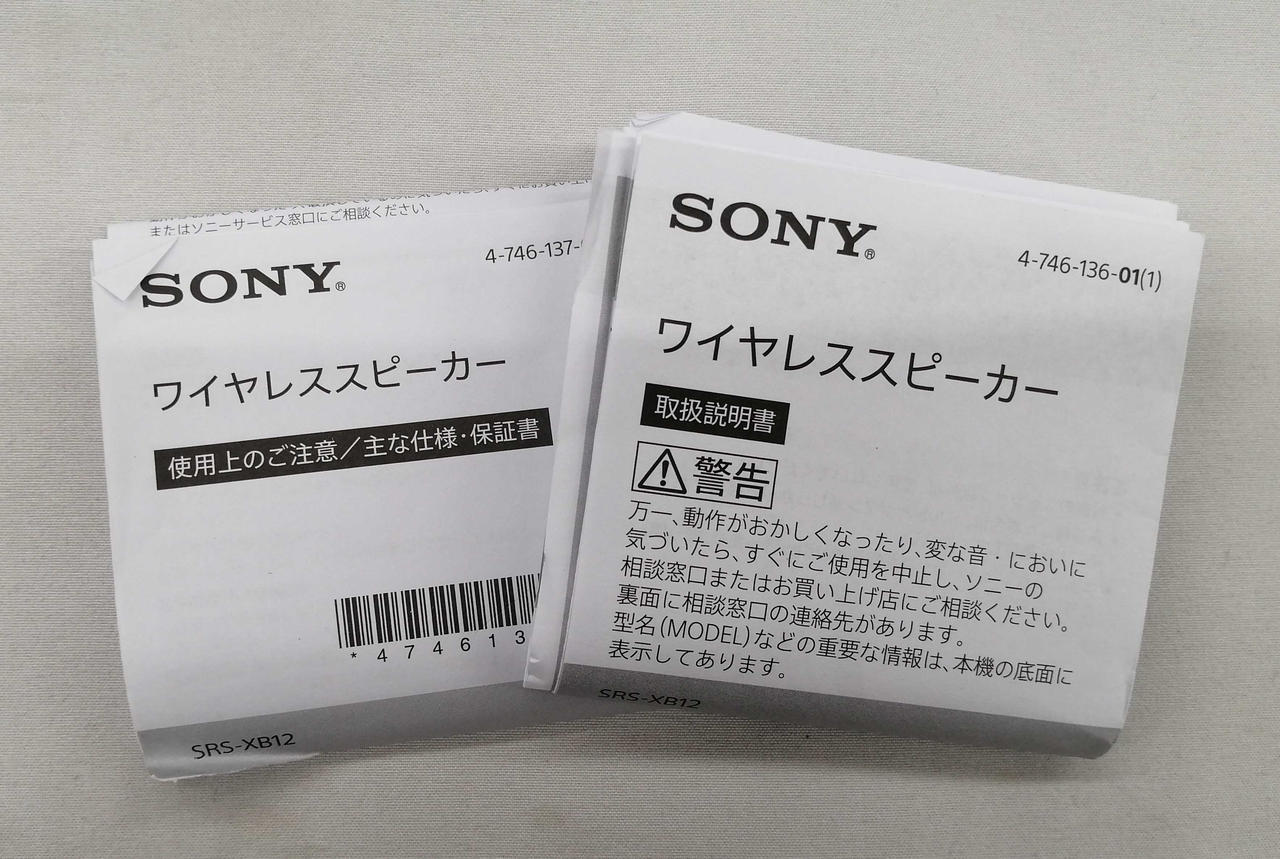 またはソニーサービス窓口にご相談ください。
SONY®
4-746-137-
ワイヤレススピーカー
使用上のご注意／主な仕様・保証書
* 4 7 4 6 1 3
SRS-XB12
SONY®
4-746-136-01(1)
ワイヤレススピーカー
取扱説明書
⚠警告
万一、動作がおかしくなったり、変な音・においに
気づいたら、すぐにご使用を中止し、ソニーの
相談窓口またはお買い上げ店にご相談ください。
裏面に相談窓口の連絡先があります。
型名(MODEL)などの重要な情報は、本機の底面に
表示してあります。
SRS-XB12